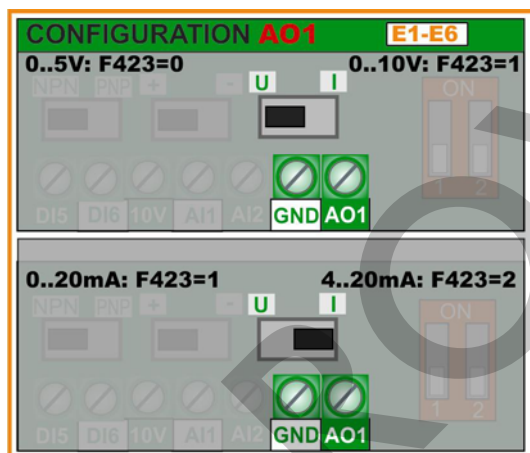 CONFIGURATION AO1 E1-E6
0..5V: F423=0 0..10V: F423=1
NPN PNP + - U I ON
1 2
DI5 DI6 10V AI1 AI2 GND AO1
0..20mA: F423=1 4..20mA: F423=2
NPN PNP + - U I ON
1 2
DI5 DI6 10V AI1 AI2 GND AO1